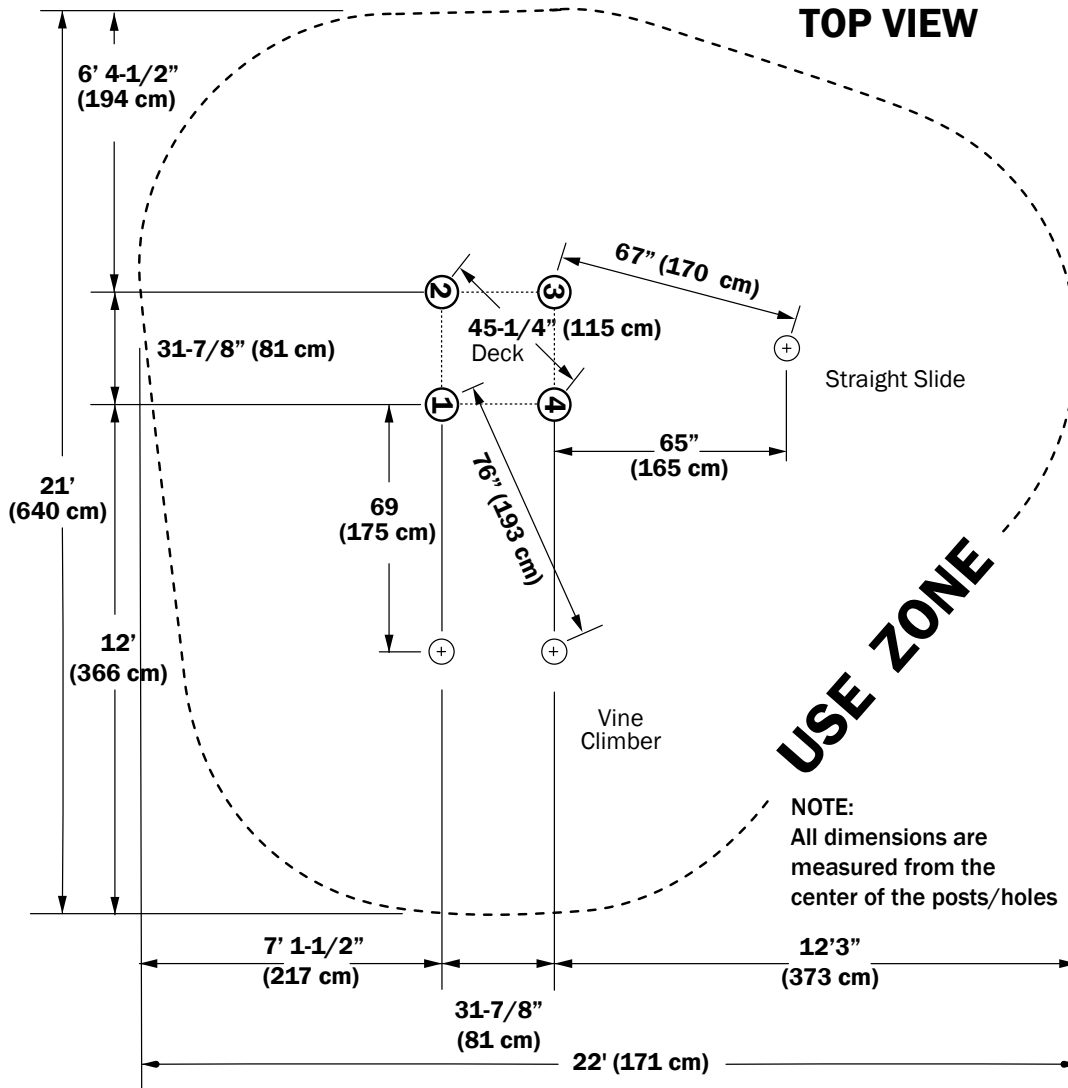 TOP VIEW
6’ 4-1/2”
(194 cm)
67” (170 cm)
2
3
45-1/4” (115 cm)
31-7/8” (81 cm)
Deck
Straight Slide
1
4
65”
(165 cm)
76” (193 cm)
21'
(640 cm)
69
(175 cm)
12'
(366 cm)
USE ZONE
Vine
Climber
NOTE:
All dimensions are
measured from the
center of the posts/holes
7’ 1-1/2”
(217 cm)
12’3”
(373 cm)
31-7/8”
(81 cm)
22' (171 cm)